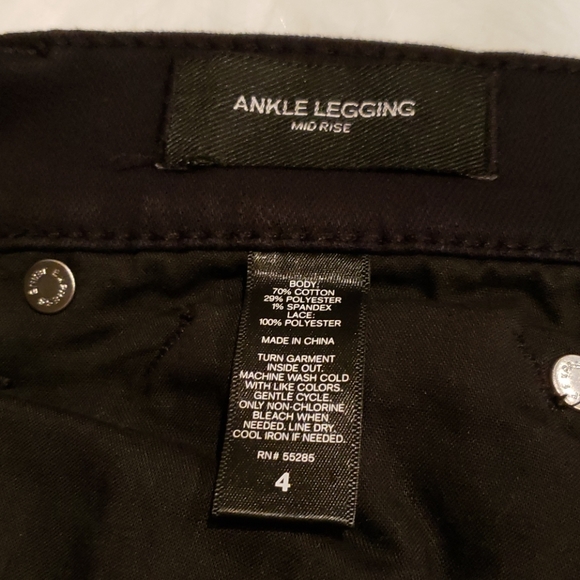 ANKLE LEGGING
MID RISE
BODY:
70% COTTON
29% POLYESTER
1% SPANDEX
LACE:
100% POLYESTER
MADE IN CHINA
TURN GARMENT
INSIDE OUT.
MACHINE WASH COLD
WITH LIKE COLORS.
GENTLE CYCLE.
ONLY NON-CHLORINE
BLEACH WHEN
NEEDED. LINE DRY.
COOL IRON IF NEEDED.
RN# 55285
4